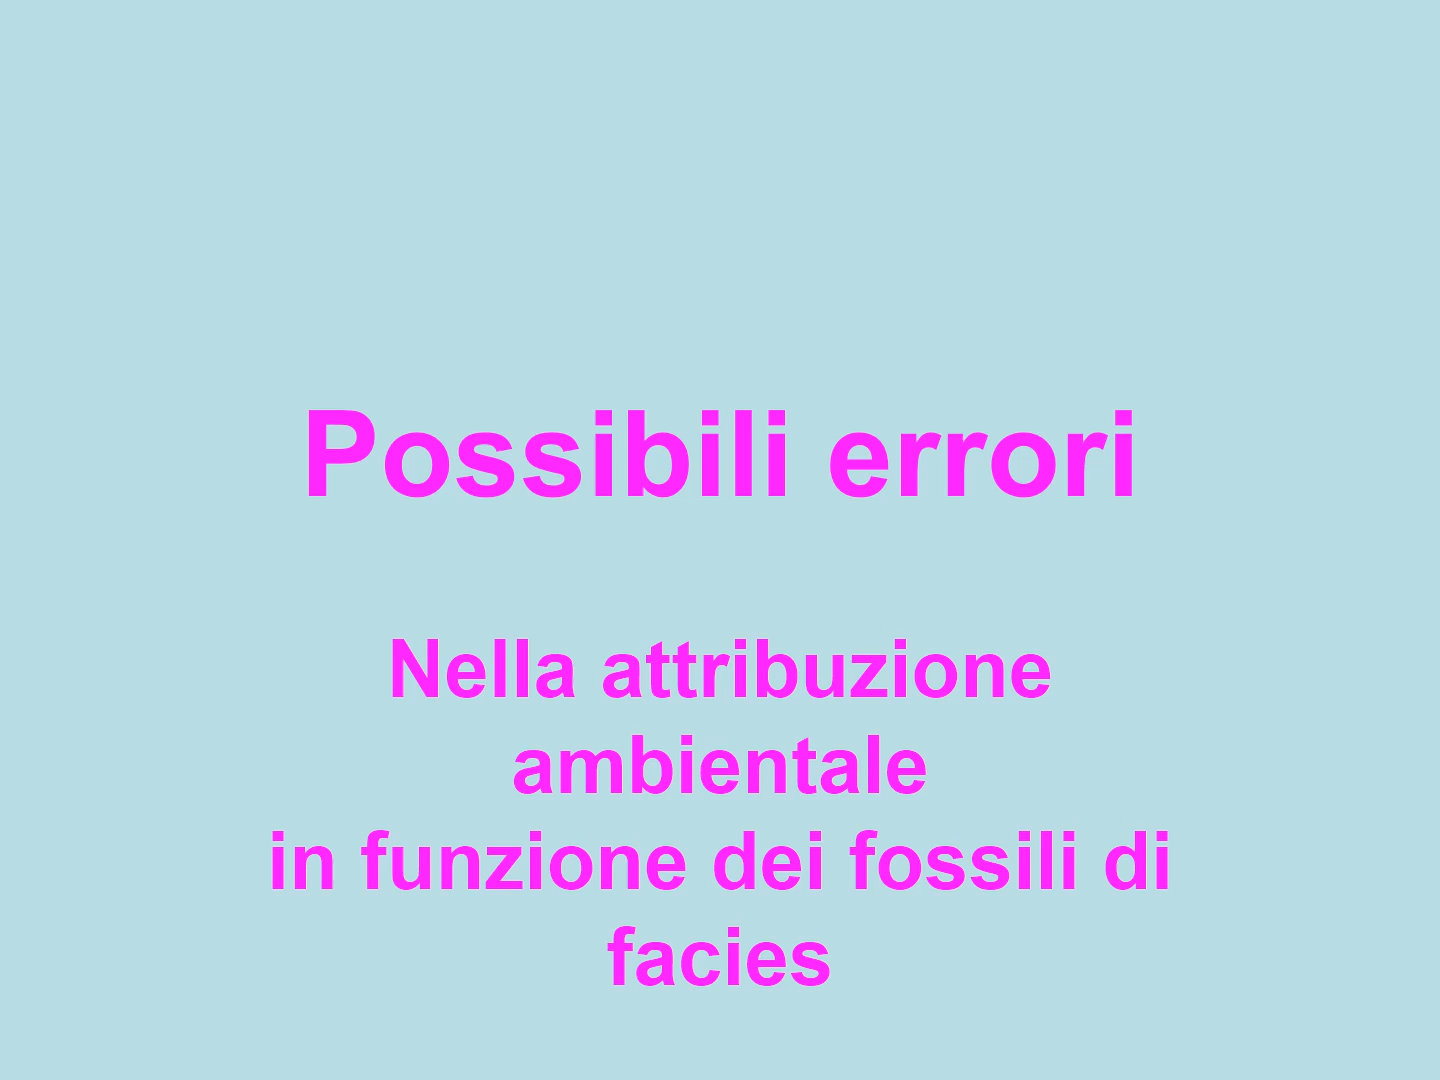 Possibili errori
Nella attribuzione
ambientale
in funzione dei fossili di
facies